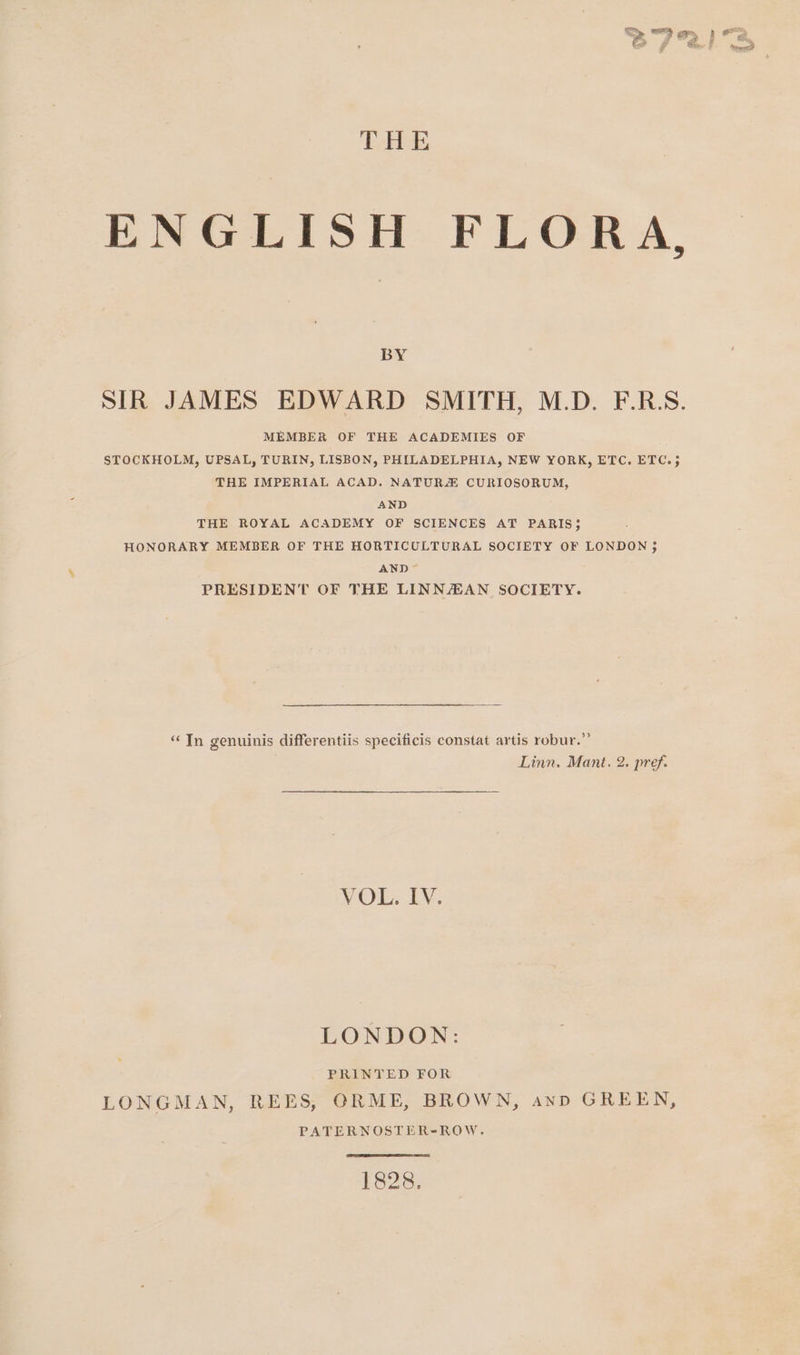 87213
THE
ENGLISH FLORA,
BY
SIR JAMES EDWARD SMITH, M.D. F.R.S.
MEMBER OF THE ACADEMIES OF
STOCKHOLM, UPSAL, TURIN, LISBON, PHILADELPHIA, NEW YORK, ETC. ETC.;
THE IMPERIAL ACAD. NATURÆ CURIOSORUM,
AND
THE ROYAL ACADEMY OF SCIENCES AT PARIS;
HONORARY MEMBER OF THE HORTICULTURAL SOCIETY OF LONDON;
AND
PRESIDENT OF THE LINNÆAN SOCIETY.
“In genuinis differentiis specificis constat artis robur.”
Linn. Mant. 2. pref.
VOL. IV.
LONDON:
PRINTED FOR
LONGMAN, REES, ORME, BROWN, AND GREEN,
PATERNOSTER-ROW.
1828.